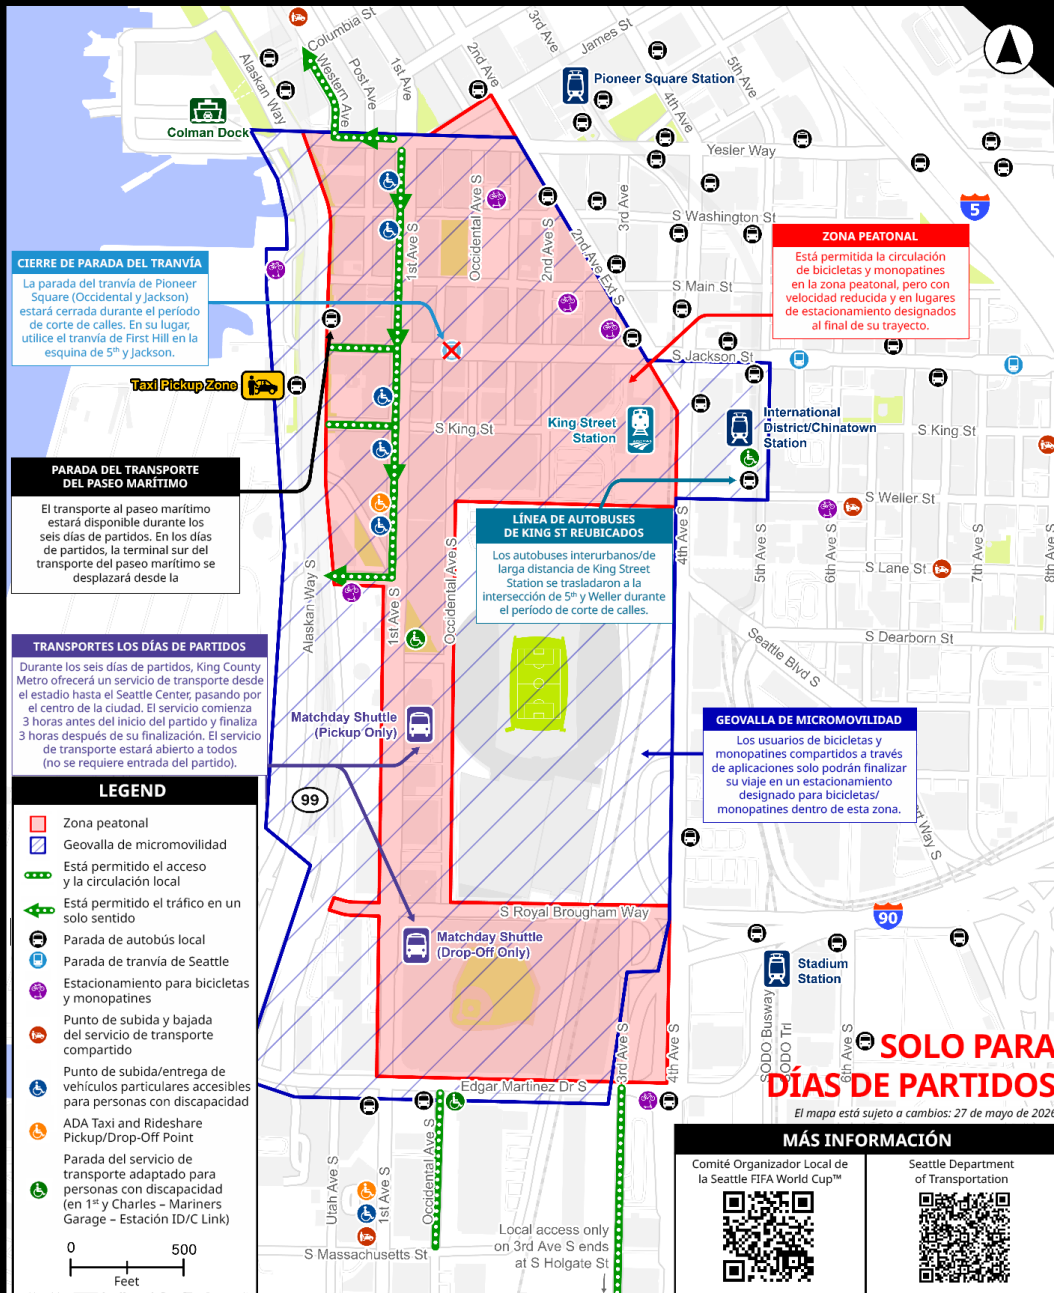 Columbia St
3rd Ave
James St
2nd Ave
1st Ave
Post Ave
Western Ave
Alaskan Way
5th Ave
4th Ave
Pioneer Square Station
Colman Dock
Yesler Way
S Washington St
5
3rd Ave
Occidental Ave S
2nd Ave S
2nd Ave Ext S
1st Ave S
S Main St
S Jackson St
ZONA PEATONAL
Está permitida la circulación
de bicicletas y monopatines
en la zona peatonal, pero con
velocidad reducida y en lugares
de estacionamiento designados
al final de su trayecto.
CIERRE DE PARADA DEL TRANVÍA
La parada del tranvía de Pioneer
Square (Occidental y Jackson)
estará cerrada durante el período
de corte de calles. En su lugar,
utilice el tranvía de First Hill en la
esquina de 5th y Jackson.
Taxi Pickup Zone
S King St
King Street
Station
International
District/Chinatown
Station
S King St
PARADA DEL TRANSPORTE
DEL PASEO MARÍTIMO
El transporte al paseo marítimo
estará disponible durante los
seis días de partidos. En los días
de partidos, la terminal sur del
transporte del paseo marítimo se
desplazará desde la
S Weller St
LÍNEA DE AUTOBUSES
DE KING ST REUBICADOS
Los autobuses interurbanos/de
larga distancia de King Street
Station se trasladaron a la
intersección de 5th y Weller durante
el período de corte de calles.
4th Ave S
5th Ave S
6th Ave S
7th Ave S
8th Ave S
S Lane St
Alaskan Way S
1st Ave S
Occidental Ave S
S Dearborn St
Seattle Blvd S
TRANSPORTES LOS DÍAS DE PARTIDOS
Durante los seis días de partidos, King County
Metro ofrecerá un servicio de transporte desde
el estadio hasta el Seattle Center, pasando por
el centro de la ciudad. El servicio comienza
3 horas antes del inicio del partido y finaliza
3 horas después de su finalización. El servicio
de transporte estará abierto a todos
(no se requiere entrada del partido).
Matchday Shuttle
(Pickup Only)
GEOVALLA DE MICROMOVILIDAD
Los usuarios de bicicletas y
monopatines compartidos a través
de aplicaciones solo podrán finalizar
su viaje en un estacionamiento
designado para bicicletas/
monopatines dentro de esta zona.
Way S
99
90
S Royal Brougham Way
Matchday Shuttle
(Drop-Off Only)
Stadium
Station
SODO Busway
SODO Trl
6th Ave S
3rd Ave S
4th Ave S
Edgar Martinez Dr S
Utah Ave S
1st Ave S
Occidental Ave S
S Massachusetts St
Local access only
on 3rd Ave S ends
at S Holgate St
LEGEND
Zona peatonal
Geovalla de micromovilidad
Está permitido el acceso
y la circulación local
Está permitido el tráfico en un
solo sentido
Parada de autobús local
Parada de tranvía de Seattle
Estacionamiento para bicicletas
y monopatines
Punto de subida y bajada
del servicio de transporte
compartido
Punto de subida/entrega de
vehículos particulares accesibles
para personas con discapacidad
ADA Taxi and Rideshare
Pickup/Drop-Off Point
Parada del servicio de
transporte adaptado para
personas con discapacidad
(en 1st y Charles – Mariners
Garage – Estación ID/C Link)
0 500
Feet
SOLO PARA
DÍAS DE PARTIDOS
El mapa está sujeto a cambios: 27 de mayo de 2026
MÁS INFORMACIÓN
Comité Organizador Local de
la Seattle FIFA World Cup™
Seattle Department
of Transportation